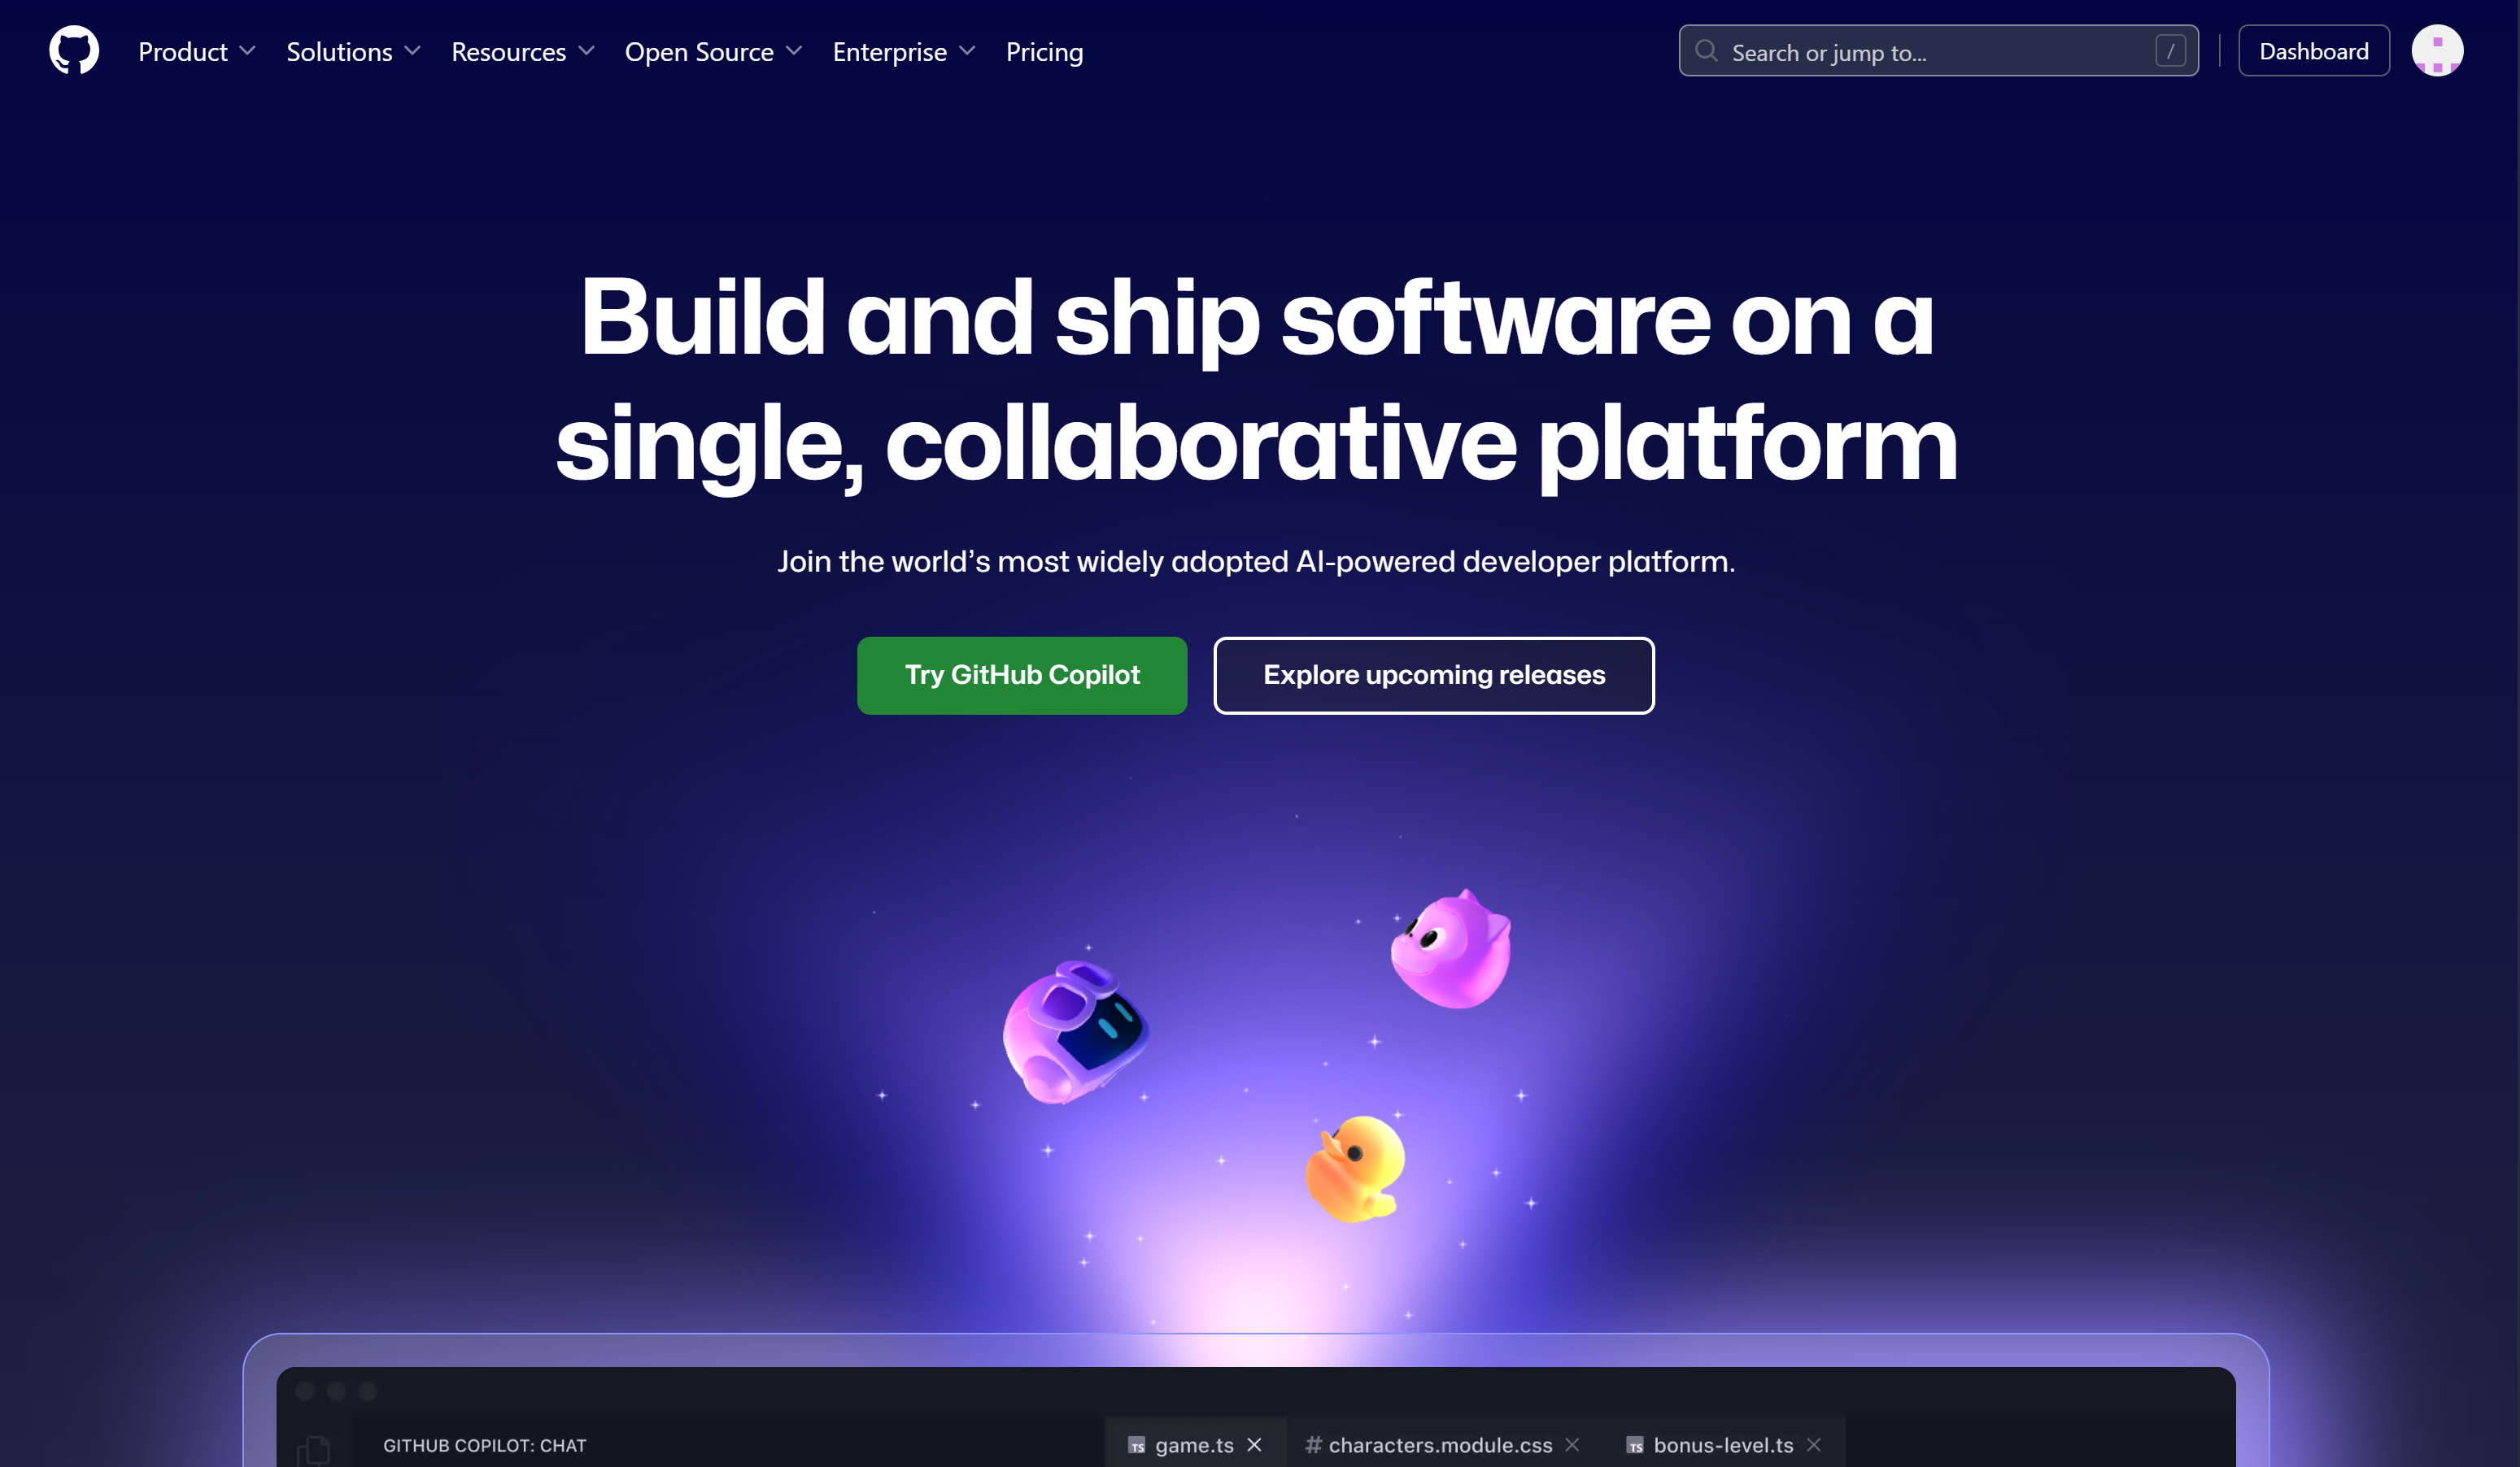 Product
Solutions
Resources
Open Source
Enterprise
Pricing
Search or jump to...
/
Dashboard
Build and ship software on a
single, collaborative platform
Join the world’s most widely adopted AI-powered developer platform.
Try GitHub Copilot
Explore upcoming releases
GITHUB COPILOT: CHAT
TS game.ts
# characters.module.css
TS bonus-level.ts